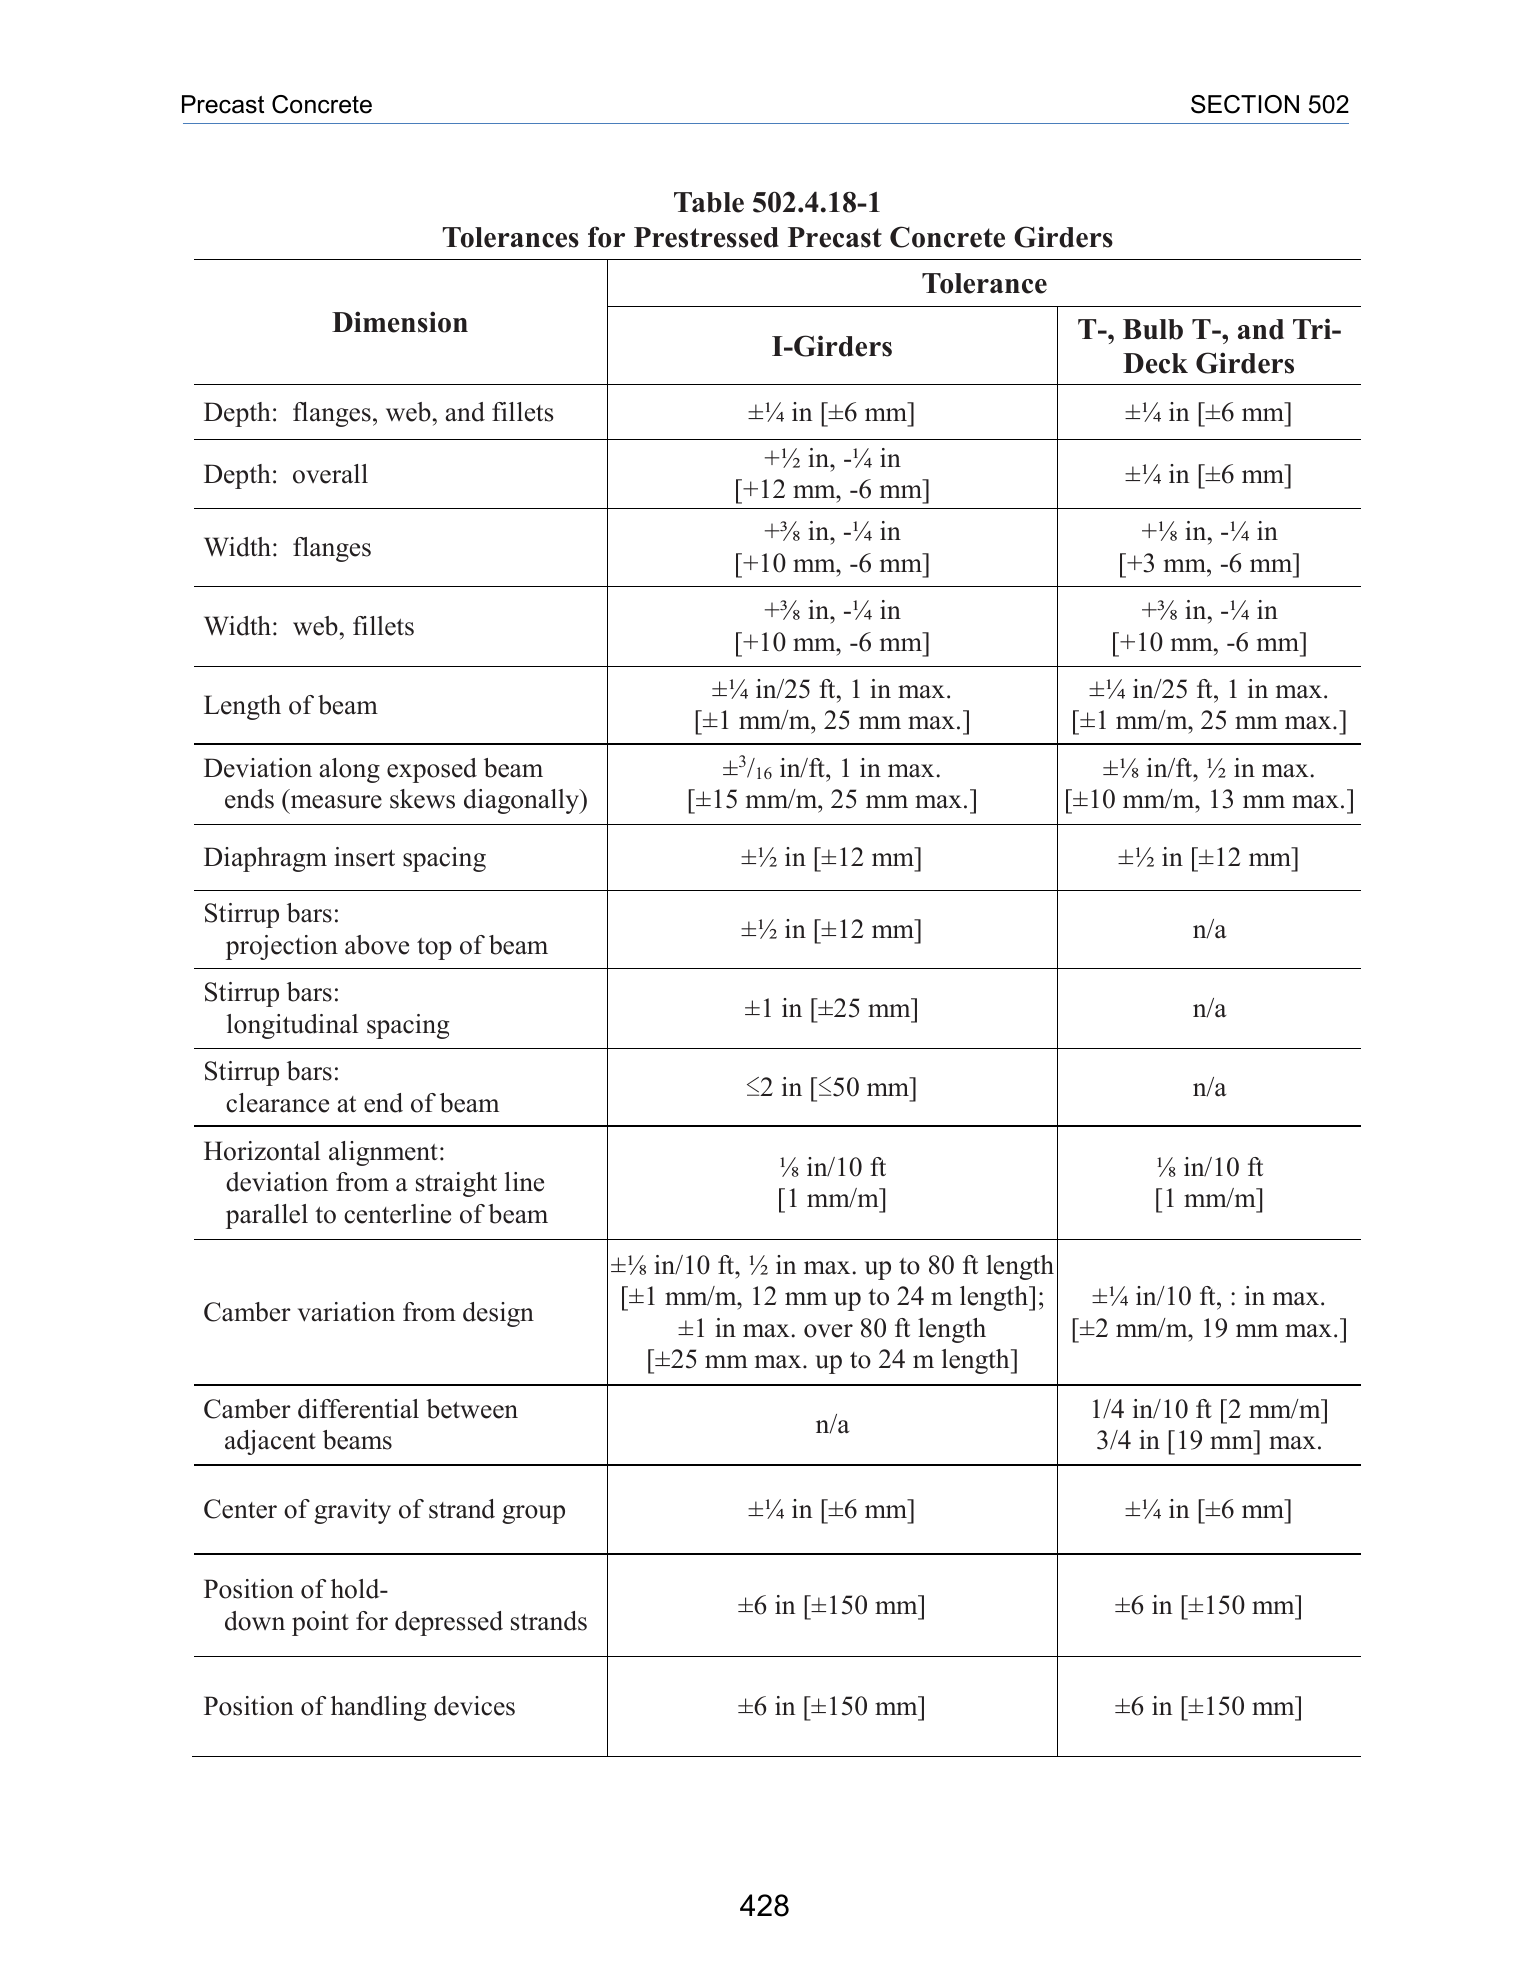 Precast Concrete SECTION 502
Table 502.4.18-1
Tolerances for Prestressed Precast Concrete Girders
Dimension
Tolerance
I-Girders
T-, Bulb T-, and Tri-
Deck Girders
Depth: flanges, web, and fillets
±¼ in [±6 mm]
±¼ in [±6 mm]
Depth: overall
+½ in, -¼ in
[+12 mm, -6 mm]
±¼ in [±6 mm]
Width: flanges
+⅜ in, -¼ in
[+10 mm, -6 mm]
+⅛ in, -¼ in
[+3 mm, -6 mm]
Width: web, fillets
+⅜ in, -¼ in
[+10 mm, -6 mm]
+⅜ in, -¼ in
[+10 mm, -6 mm]
Length of beam
±¼ in/25 ft, 1 in max.
[±1 mm/m, 25 mm max.]
±¼ in/25 ft, 1 in max.
[±1 mm/m, 25 mm max.]
Deviation along exposed beam
ends (measure skews diagonally)
±³/₁₆ in/ft, 1 in max.
[±15 mm/m, 25 mm max.]
±⅛ in/ft, ½ in max.
[±10 mm/m, 13 mm max.]
Diaphragm insert spacing
±½ in [±12 mm]
±½ in [±12 mm]
Stirrup bars:
projection above top of beam
±½ in [±12 mm]
n/a
Stirrup bars:
longitudinal spacing
±1 in [±25 mm]
n/a
Stirrup bars:
clearance at end of beam
≤2 in [≤50 mm]
n/a
Horizontal alignment:
deviation from a straight line
parallel to centerline of beam
⅛ in/10 ft
[1 mm/m]
⅛ in/10 ft
[1 mm/m]
Camber variation from design
±⅛ in/10 ft, ½ in max. up to 80 ft length
[±1 mm/m, 12 mm up to 24 m length];
±1 in max. over 80 ft length
[±25 mm max. up to 24 m length]
±¼ in/10 ft, : in max.
[±2 mm/m, 19 mm max.]
Camber differential between
adjacent beams
n/a
1/4 in/10 ft [2 mm/m]
3/4 in [19 mm] max.
Center of gravity of strand group
±¼ in [±6 mm]
±¼ in [±6 mm]
Position of hold-
down point for depressed strands
±6 in [±150 mm]
±6 in [±150 mm]
Position of handling devices
±6 in [±150 mm]
±6 in [±150 mm]
428